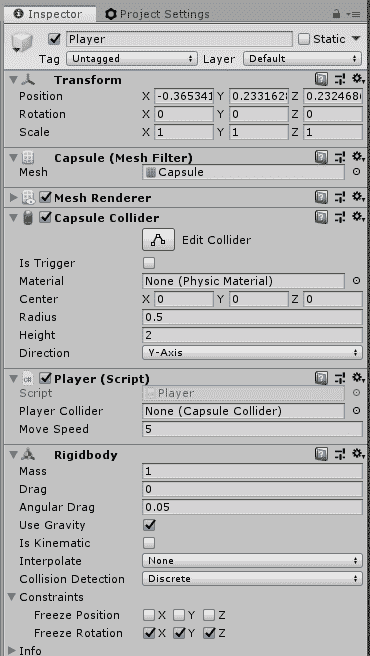 Inspector Project Settings
Player Static
Tag Untagged Layer Default
Transform
Position X -0.365341 Y 0.233162 Z 0.232468
Rotation X 0 Y 0 Z 0
Scale X 1 Y 1 Z 1
Capsule (Mesh Filter)
Mesh Capsule
Mesh Renderer
Capsule Collider
Edit Collider
Is Trigger
Material None (Physic Material)
Center X 0 Y 0 Z 0
Radius 0.5
Height 2
Direction Y-Axis
Player (Script)
Script Player
Player Collider None (Capsule Collider)
Move Speed 5
Rigidbody
Mass 1
Drag 0
Angular Drag 0.05
Use Gravity
Is Kinematic
Interpolate None
Collision Detection Discrete
Constraints
Freeze Position X Y Z
Freeze Rotation X Y Z
Info